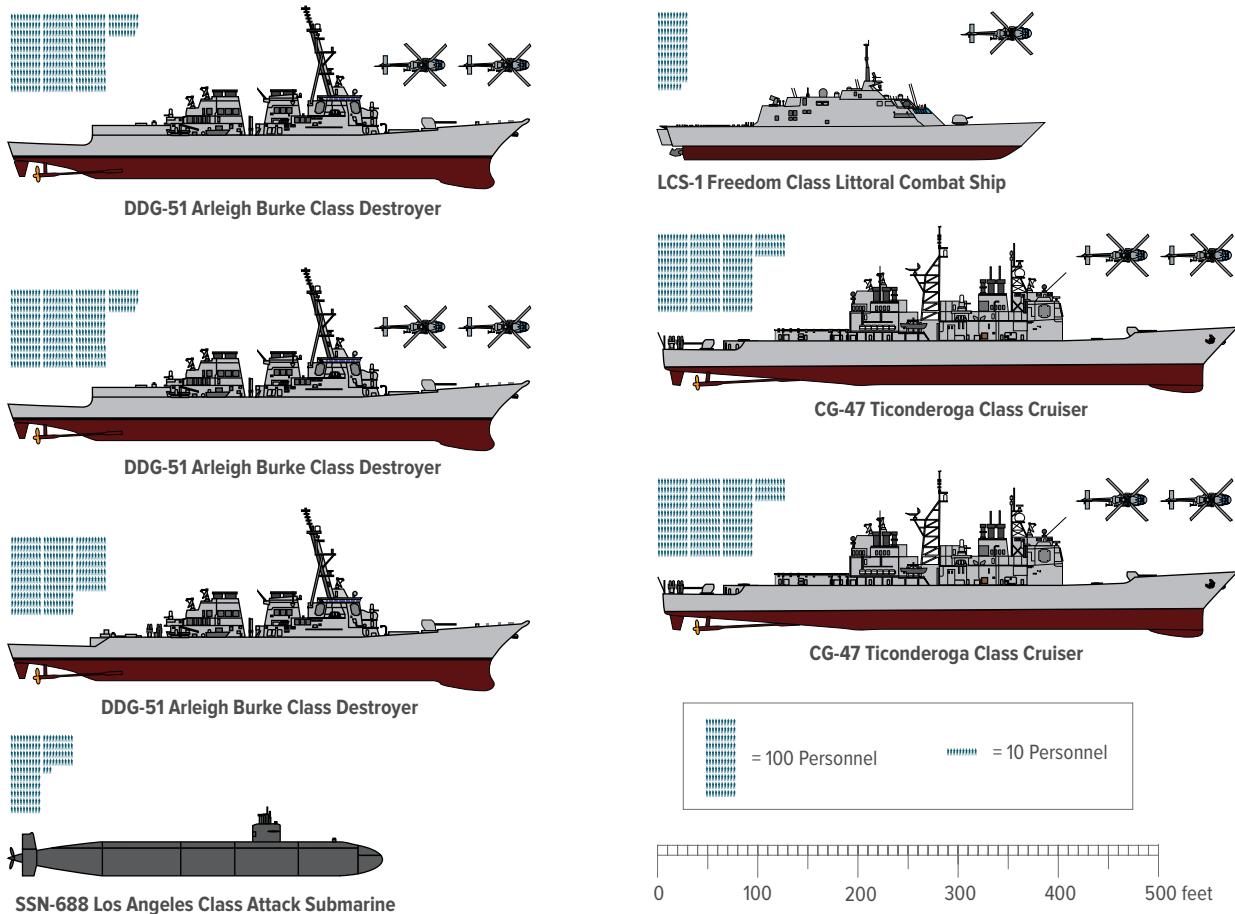 DDG-51 Arleigh Burke Class Destroyer
DDG-51 Arleigh Burke Class Destroyer
DDG-51 Arleigh Burke Class Destroyer
SSN-688 Los Angeles Class Attack Submarine
LCS-1 Freedom Class Littoral Combat Ship
CG-47 Ticonderoga Class Cruiser
CG-47 Ticonderoga Class Cruiser
= 100 Personnel
= 10 Personnel
0 100 200 300 400 500 feet